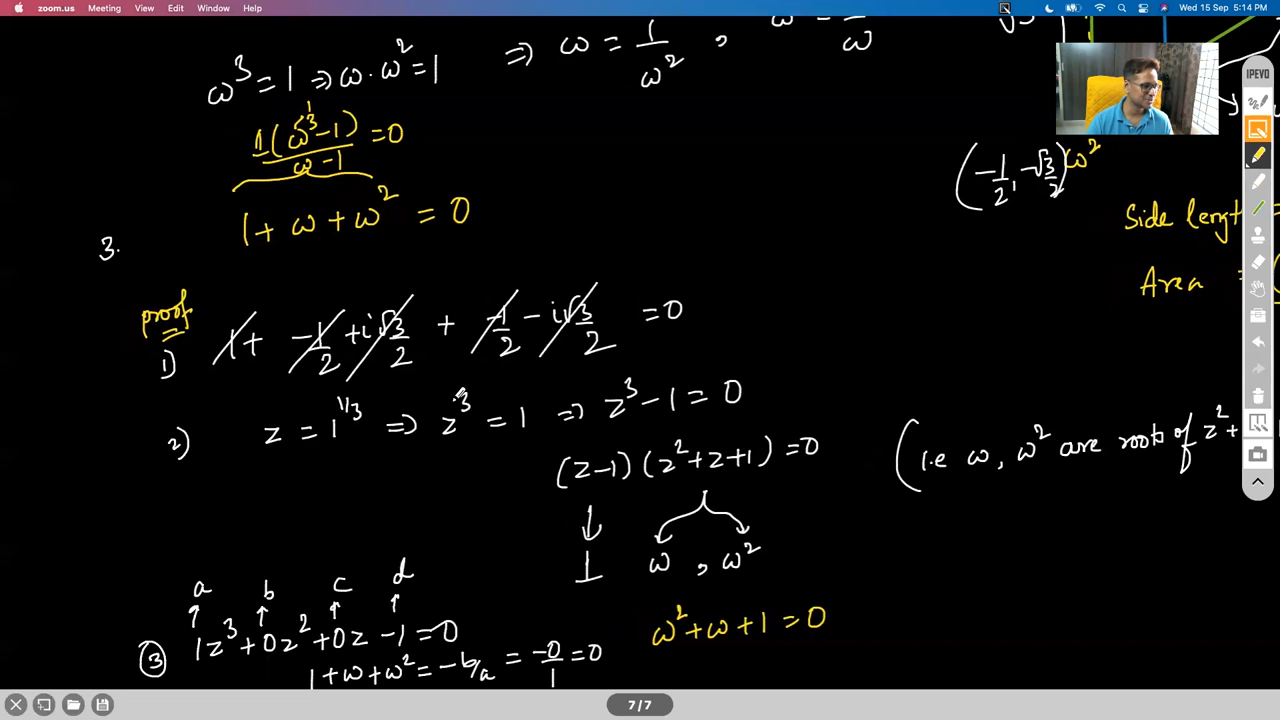 zoom.us Meeting View Edit Window Help Wed 15 Sep 5:14 PM
ω³ = 1 ⇒ ω · ω² = 1 ⇒ ω = 1/ω² ,
IPEVO
1(ω³ - 1)/(ω - 1) = 0
(-1/2, -√3/2) ω²
1 + ω + ω² = 0
Side leng
3.
Area =
proof
1) 1 + -1/2 + i√3/2 + -1/2 - i√3/2 = 0
2) z = 1^(1/3) ⇒ z³ = 1 ⇒ z³ - 1 = 0
(z-1)(z²+z+1) = 0
(i.e ω, ω² are roots of z²+
↓
1 ω , ω²
a b c d
↑ ↑ ↑ ↑
③ 1z³ + 0z² + 0z - 1 = 0
ω² + ω + 1 = 0
1 + ω + ω² = -b/a = -0/1 = 0
7/7